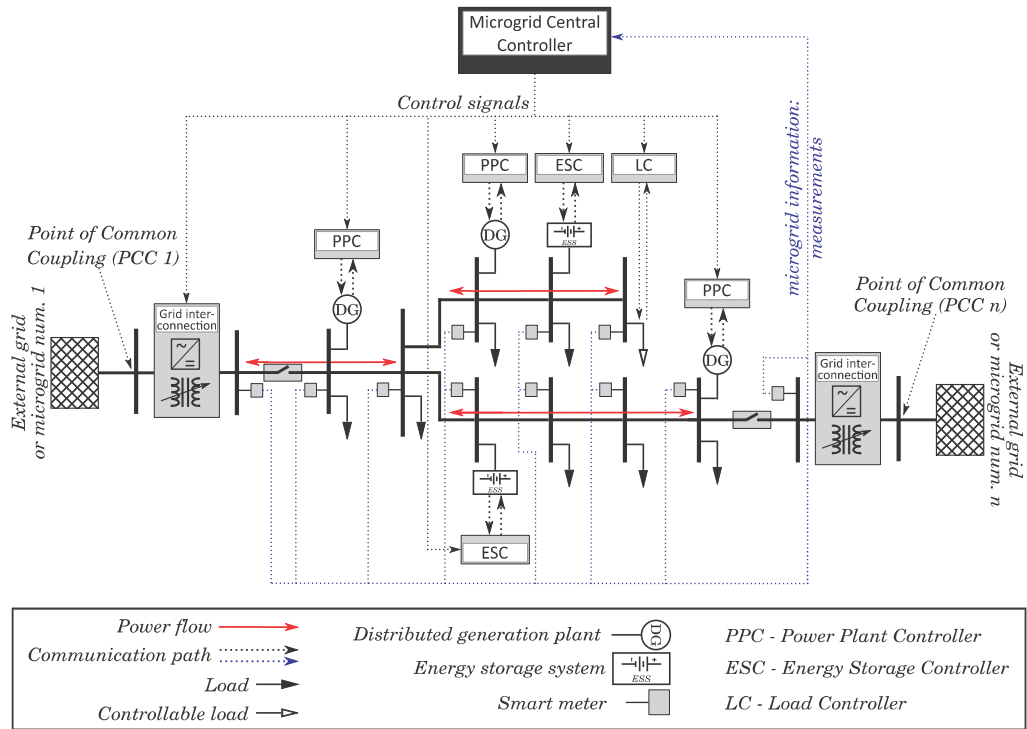 Microgrid Central
Controller
Control signals
microgrid information:
measurements
PPC
ESC
LC
DG
ESS
PPC
DG
Point of Common
Coupling (PCC 1)
Grid inter-
connection
External grid
or microgrid num. 1
PPC
DG
Point of Common
Coupling (PCC n)
Grid inter-
connection
External grid
or microgrid num. n
ESS
ESC
Power flow
Communication path
Load
Controllable load
Distributed generation plant
DG
Energy storage system
ESS
Smart meter
PPC - Power Plant Controller
ESC - Energy Storage Controller
LC - Load Controller